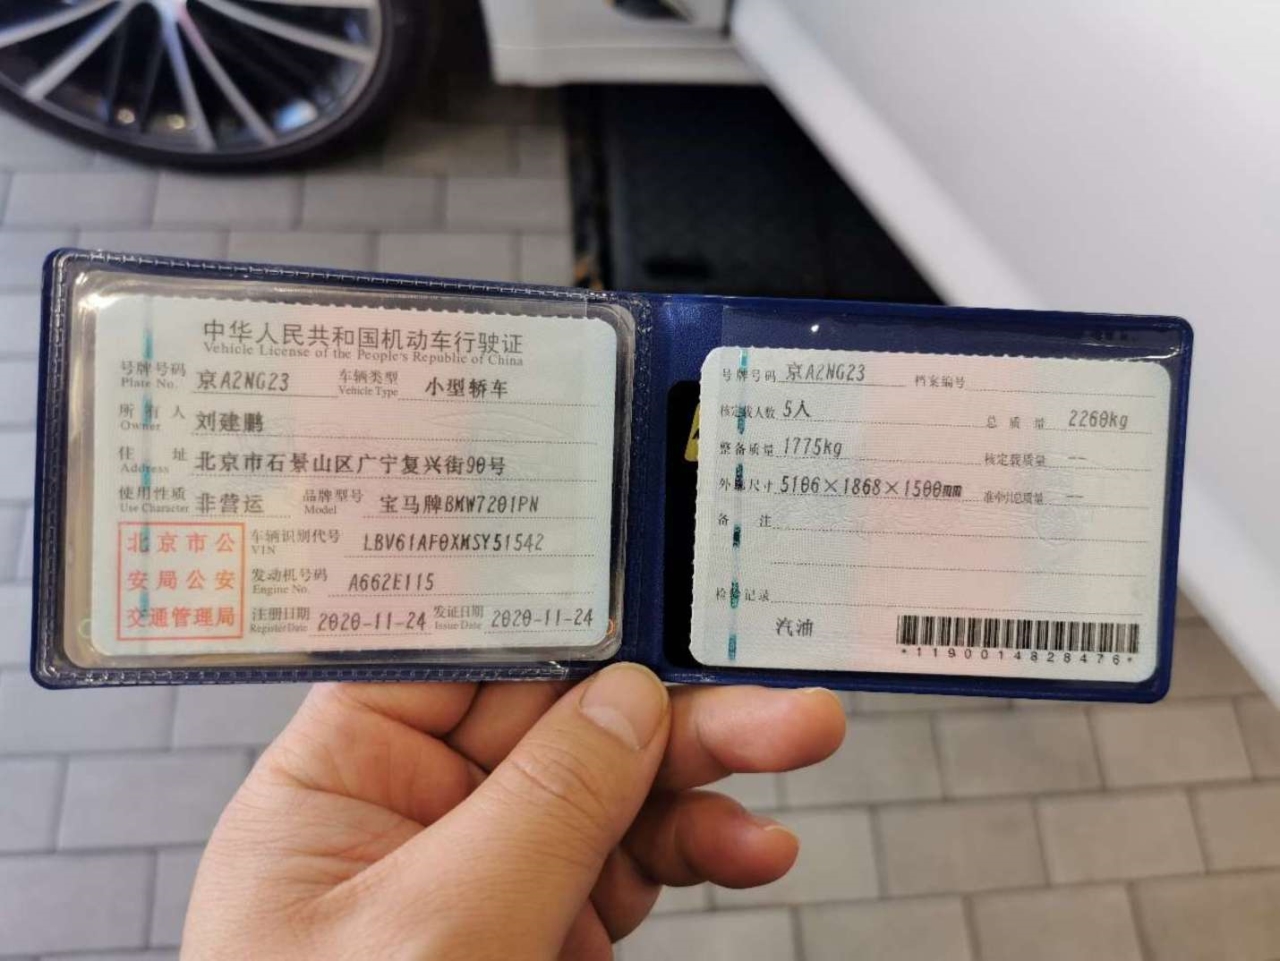 中华人民共和国机动车行驶证
Vehicle License of the People's Republic of China
号牌号码 Plate No. 京A2NG23 车辆类型 Vehicle Type 小型轿车
所有人 Owner 刘建鹏
住址 Address 北京市石景山区广宁复兴街90号
使用性质 Use Character 非营运 品牌型号 Model 宝马牌BMW7201PN
北京市公
安局公安
交通管理局
车辆识别代号 VIN LBV61AF0XMSY51542
发动机号码 Engine No. A662E115
注册日期 Register Date 2020-11-24 发证日期 Issue Date 2020-11-24
号牌号码 京A2NG23 档案编号
核定载人数 5人 总质量 2260kg
整备质量 1775kg 核定载质量 --
外廓尺寸 5106×1868×1500mm 准牵引总质量 --
备注
检验记录
汽油
*1190014828476*